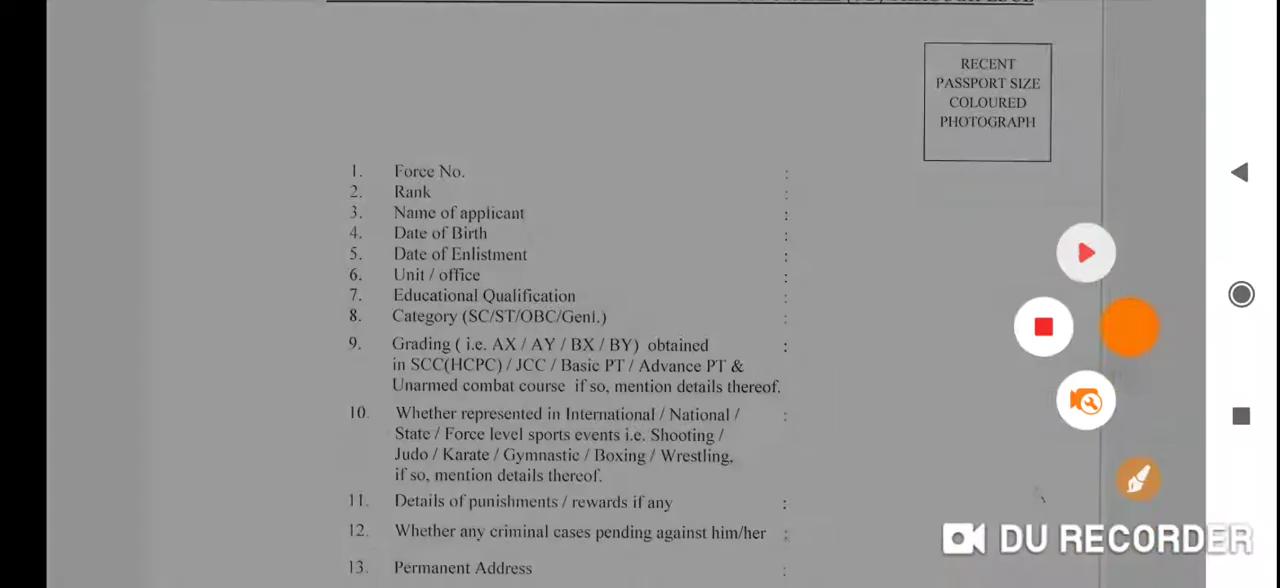 RECENT
PASSPORT SIZE
COLOURED
PHOTOGRAPH
1. Force No. :
2. Rank :
3. Name of applicant :
4. Date of Birth :
5. Date of Enlistment :
6. Unit / office :
7. Educational Qualification :
8. Category (SC/ST/OBC/Genl.) :
9. Grading ( i.e. AX / AY / BX / BY) obtained :
in SCC(HCPC) / JCC / Basic PT / Advance PT &
Unarmed combat course if so, mention details thereof.
10. Whether represented in International / National / :
State / Force level sports events i.e. Shooting /
Judo / Karate / Gymnastic / Boxing / Wrestling,
if so, mention details thereof.
11. Details of punishments / rewards if any :
12. Whether any criminal cases pending against him/her :
13. Permanent Address :
DU RECORDER